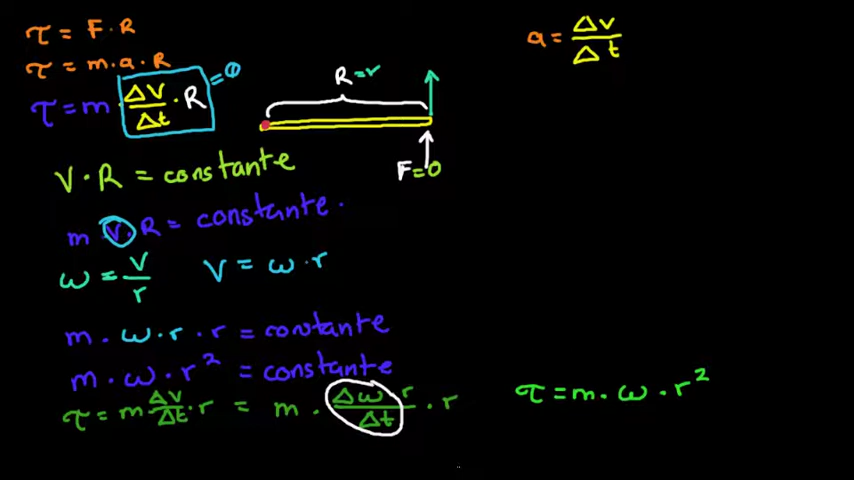 τ = F · R
a = Δv / Δt
τ = m · a · R
τ = m · Δv / Δt · R = 0
R = r
F = 0
V · R = constante
m · v · R = constante.
ω = v / r   V = ω · r
m · ω · r · r = constante
m · ω · r² = constante
τ = m Δv / Δt · r = m · Δω · r / Δt · r
τ = m · ω · r²